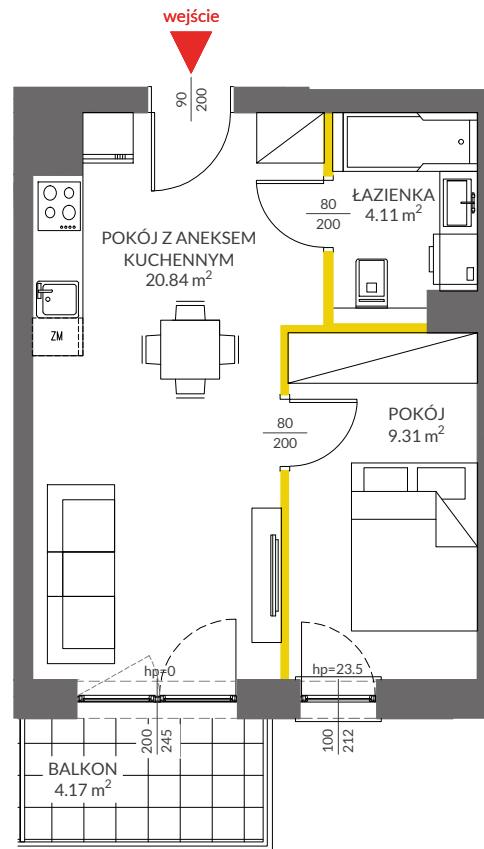 wejście
90
200
ŁAZIENKA
4.11 m²
80
200
POKÓJ Z ANEKSEM
KUCHENNYM
20.84 m²
ZM
POKÓJ
9.31 m²
80
200
hp=0
hp=23.5
200
245
100
212
BALKON
4.17 m²